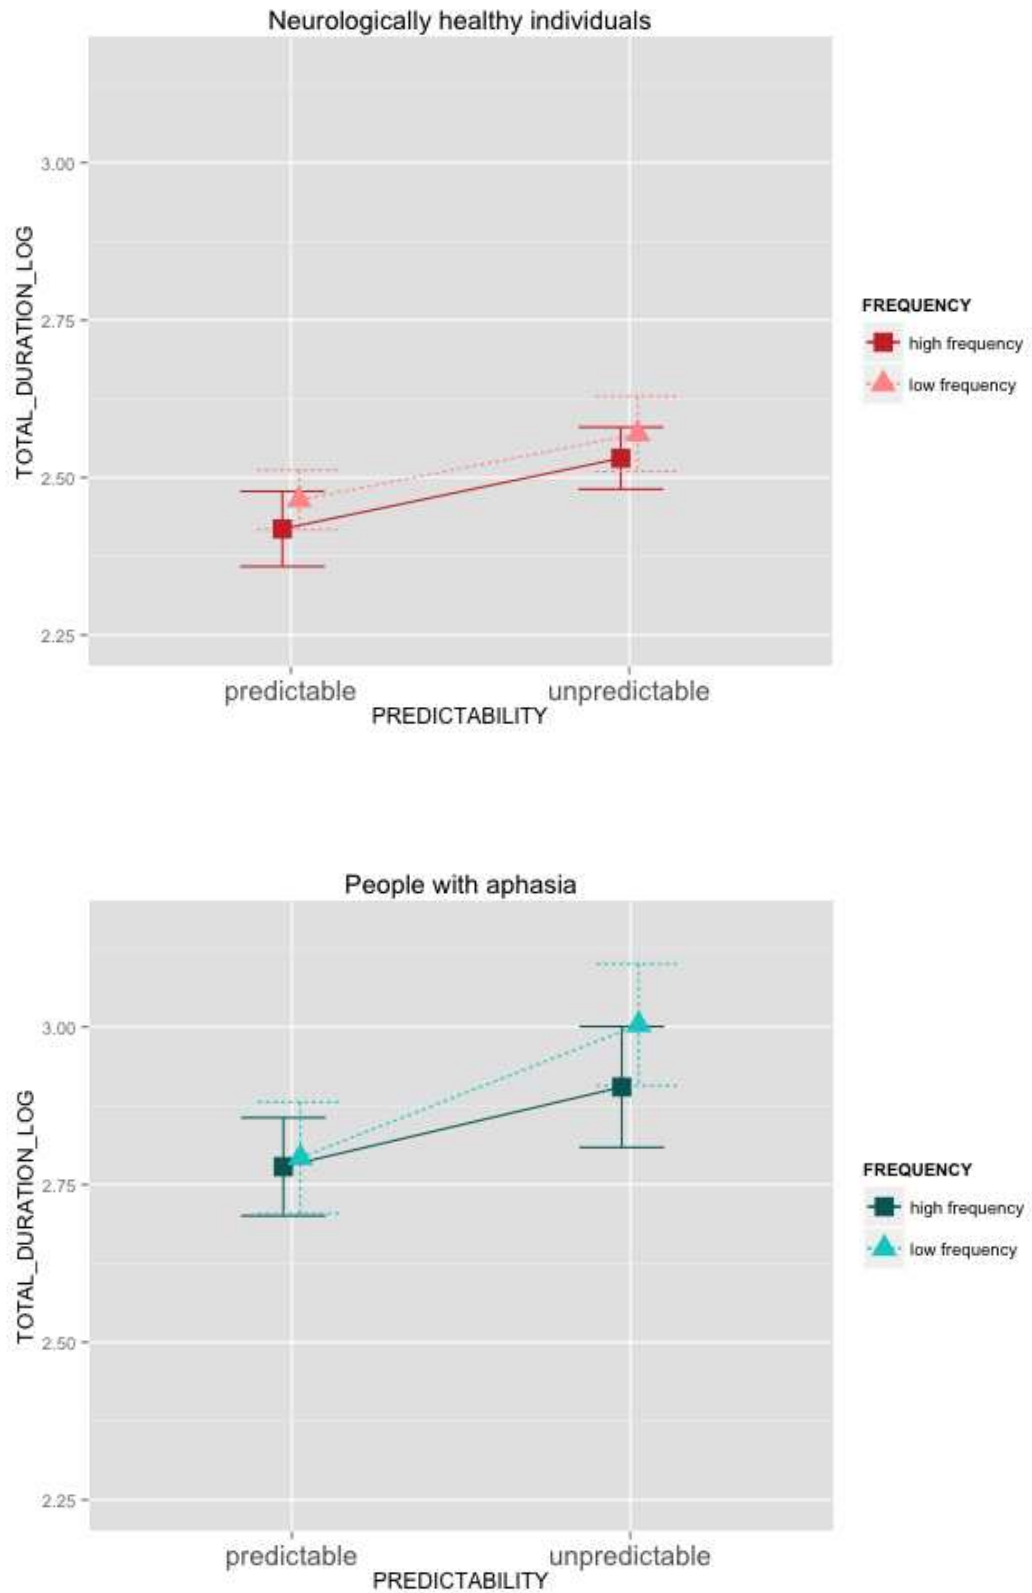 Neurologically healthy individuals
TOTAL_DURATION_LOG
3.00
2.75
2.50
2.25
predictable unpredictable
PREDICTABILITY
FREQUENCY
high frequency
low frequency
People with aphasia
TOTAL_DURATION_LOG
3.00
2.75
2.50
2.25
predictable unpredictable
PREDICTABILITY
FREQUENCY
high frequency
low frequency